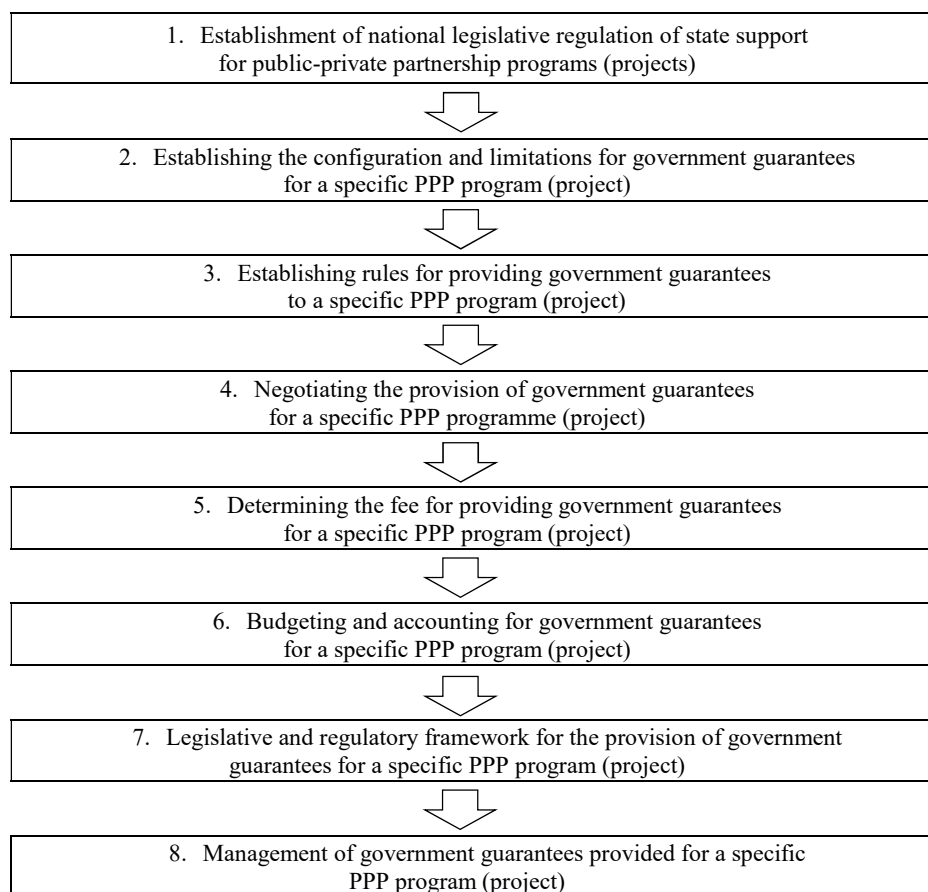 1. Establishment of national legislative regulation of state support
for public-private partnership programs (projects)
2. Establishing the configuration and limitations for government guarantees
for a specific PPP program (project)
3. Establishing rules for providing government guarantees
to a specific PPP program (project)
4. Negotiating the provision of government guarantees
for a specific PPP programme (project)
5. Determining the fee for providing government guarantees
for a specific PPP program (project)
6. Budgeting and accounting for government guarantees
for a specific PPP program (project)
7. Legislative and regulatory framework for the provision of government
guarantees for a specific PPP program (project)
8. Management of government guarantees provided for a specific
PPP program (project)